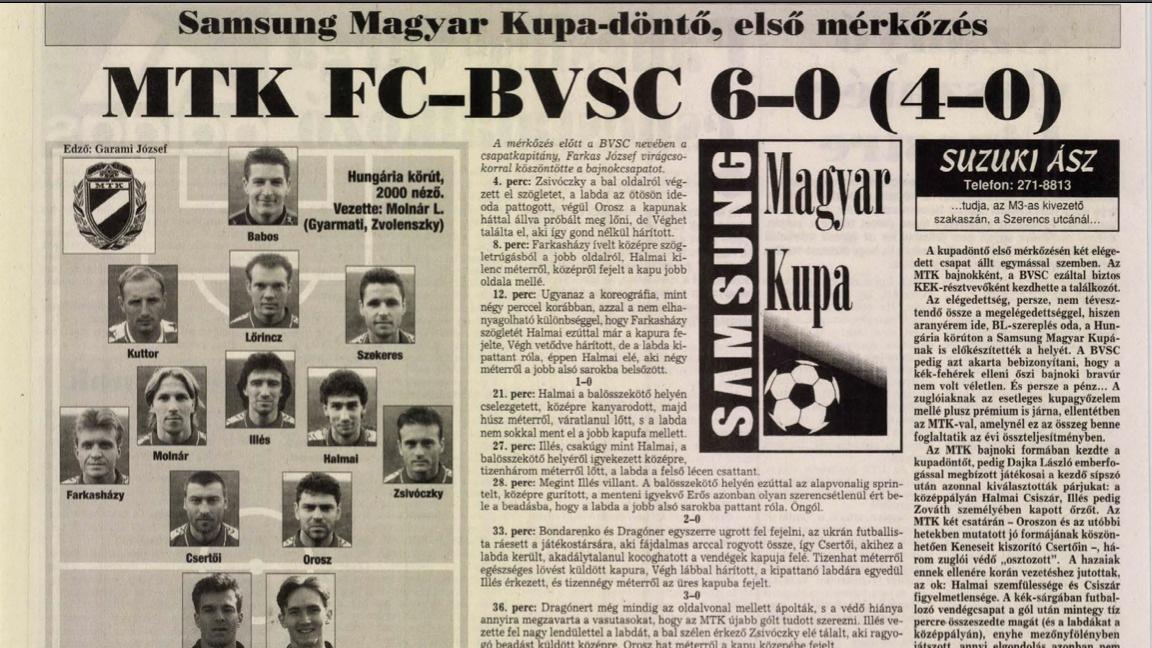 Samsung Magyar Kupa-döntő, első mérkőzés
MTK FC–BVSC 6–0 (4–0)
Edző: Garami József
MTK
Hungária körút,
2000 néző.
Vezette: Molnár L.
(Gyarmati, Zvolenszky)
Babos
Kuttor
Lőrincz
Szekeres
Farkasházy
Molnár
Illés
Halmai
Zsivóczky
Csertői
Orosz
A mérkőzés előtt a BVSC nevében a
csapatkapitány, Farkas József virágcso-
korral köszöntötte a bajnokcsapatot.
4. perc: Zsivóczky a bal oldalról vég-
zett el szögletet, a labda az ötösön ide-
oda pattogott, végül Orosz a kapunak
háttal állva próbált meg lőni, de Véghet
találta el, aki így gond nélkül hárított.
8. perc: Farkasházy ívelt középre szög-
letrúgásból a jobb oldalról, Halmai ki-
lenc méterről, középről fejelt a kapu jobb
oldala mellé.
12. perc: Ugyanaz a koreográfia, mint
négy perccel korábban, azzal a nem elha-
nyagolható különbséggel, hogy Farkasházy
szögletét Halmai ezúttal már a kapura fe-
jelte, Végh vetődve hárított, de a labda ki-
pattant róla, éppen Halmai elé, aki négy
méterről a jobb alsó sarokba belsőzött.
1–0
21. perc: Halmai a balösszekötő helyén
cselezgetett, középre kanyarodott, majd
húsz méterről, váratlanul lőtt, s a labda
nem sokkal ment el a jobb kapufa mellett.
27. perc: Illés, csakúgy mint Halmai, a
balösszekötő helyéről igyekezett középre,
tizenhárom méterről lőtt, a labda a felső lécen csattant.
28. perc: Megint Illés villant. A balösszekötő helyén ezúttal az alapvonalig sprin-
telt, középre gurított, a menteni igyekvő Erős azonban olyan szerencsétlenül ért be-
le a beadásba, hogy a labda a jobb alsó sarokba pattant róla. Öngól.
2–0
33. perc: Bondarenko és Dragóner egyszerre ugrott fel fejelni, az ukrán futballis-
ta ráesett a játékostársára, aki fájdalmas arccal rogyott össze, így Csertői, akihez a
labda került, akadálytalanul kocoghatott a vendégek kapuja felé. Tizenhat méterről
egészséges lövést küldött kapura, Végh lábbal hárított, a kipattanó labdára egyedül
Illés érkezett, és tizennégy méterről az üres kapuba fejelt.
3–0
36. perc: Dragónert még mindig az oldalvonal mellett ápolták, s a védő hiánya
annyira megzavarta a vasutasokat, hogy az MTK újabb gólt tudott szerezni. Illés ve-
zette fel nagy lendülettel a labdát, a bal szélen érkező Zsivóczky elé tálalt, aki ragyo-
gó beadást küldött középre, Orosz hat méterről a kapu közepébe fejelt.
SAMSUNG
Magyar
Kupa
SUZUKI ÁSZ
Telefon: 271-8813
...tudja, az M3-as kivezető
szakaszán, a Szerencs utcánál...
A kupadöntő első mérkőzésén két elége-
dett csapat állt egymással szemben. Az
MTK bajnokként, a BVSC ezáltal biztos
KEK-résztvevőként kezdhette a találkozót.
Az elégedettség, persze, nem tévesz-
tendő össze a megelégedettséggel, hiszen
aranyérem ide, BL-szereplés oda, a Hun-
gária körúton a Samsung Magyar Kupá-
nak is előkészítették a helyét. A BVSC
pedig azt akarta bebizonyítani, hogy a
kék-fehérek elleni őszi bajnoki bravúr
nem volt véletlen. És persze a pénz... A
zuglóiaknak az esetleges kupagyőzelem
mellé plusz prémium is járna, ellentétben
az MTK-val, amelynél ez az összeg benne
foglaltatik az évi összteljesítményben.
Az MTK bajnoki formában kezdte a
kupadöntőt, pedig Dajka László emberfo-
gással megbízott játékosai a kezdő sípszó
után azonnal kiválasztották párjukat: a
középpályán Halmai Csiszár, Illés pedig
Zováth személyében kapott őrzőt. Az
MTK két csatárán – Oroszon és az utóbbi
hetekben mutatott jó formájának köszön-
hetően Keneseit kiszorító Csertőin –, há-
rom zuglói védő „osztozott". A hazaiak
ennek ellenére korán vezetéshez jutottak,
az ok: Halmai szemfülessége és Csiszár
figyelmetlensége. A kék-sárgában futbal-
lozó vendégcsapat a gól után mintegy tíz
percre összeszedte magát (és a labdákat a
középpályán), enyhe mezőnyfölényben
játszott, annyi elgondolás azonban nem